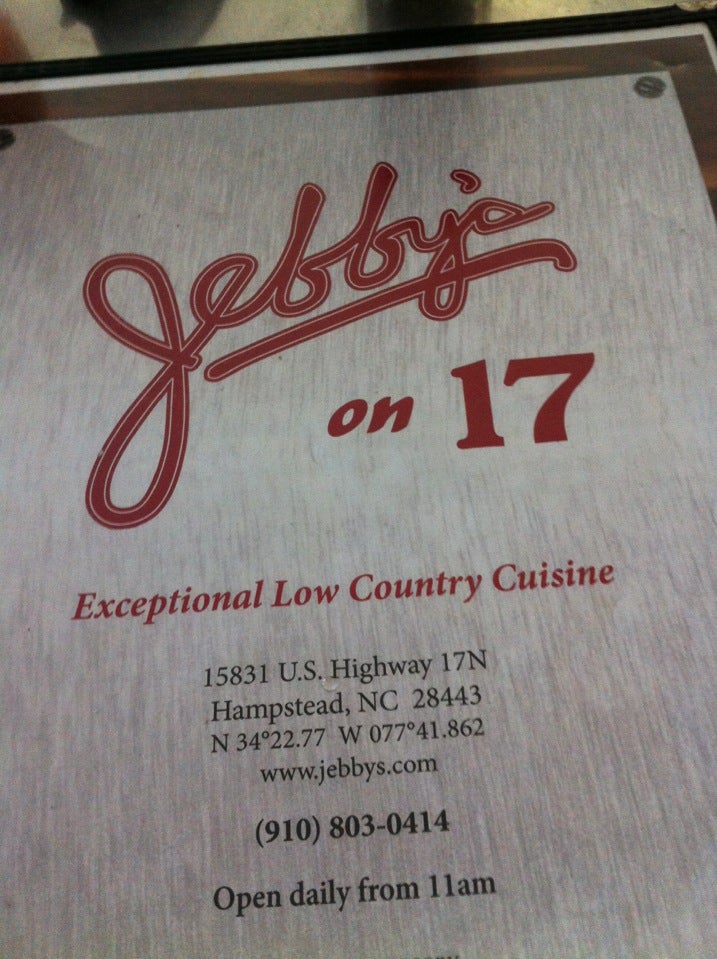 Jebby's
on 17
Exceptional Low Country Cuisine
15831 U.S. Highway 17N
Hampstead, NC 28443
N 34°22.77 W 077°41.862
www.jebbys.com
(910) 803-0414
Open daily from 11am